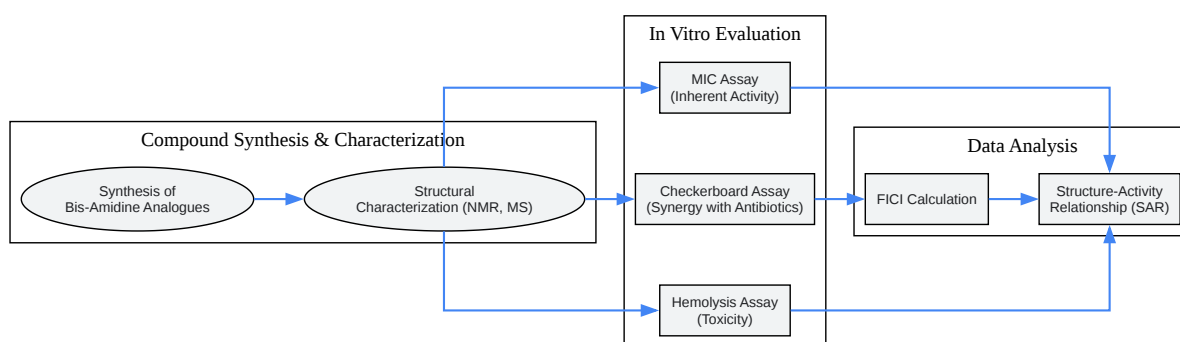 Compound Synthesis & Characterization
Synthesis of
Bis-Amidine Analogues
Structural
Characterization (NMR, MS)
In Vitro Evaluation
MIC Assay
(Inherent Activity)
Checkerboard Assay
(Synergy with Antibiotics)
Hemolysis Assay
(Toxicity)
Data Analysis
FICI Calculation
Structure-Activity
Relationship (SAR)